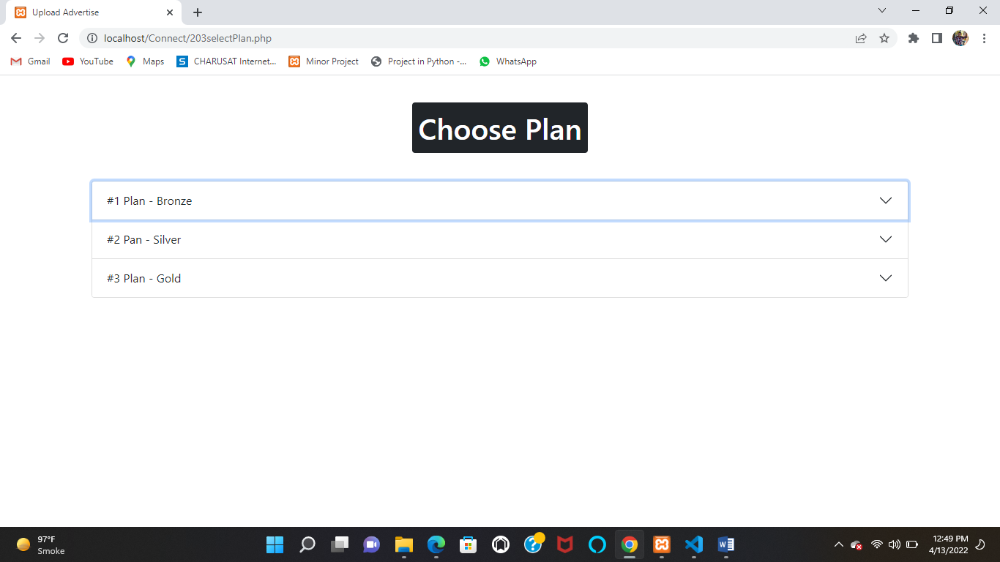 Upload Advertise
localhost/Connect/203selectPlan.php
Gmail YouTube Maps S CHARUSAT Internet... Minor Project Project in Python -... WhatsApp
Choose Plan
#1 Plan - Bronze
#2 Pan - Silver
#3 Plan - Gold
97°F
Smoke
12:49 PM
4/13/2022